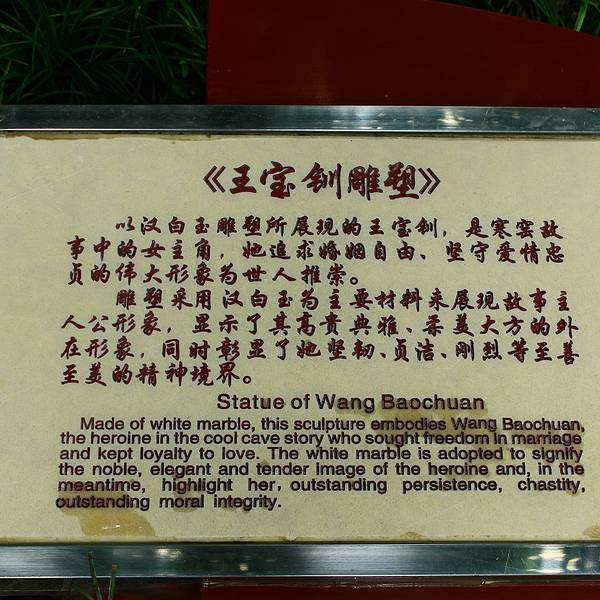 《王宝钏雕塑》
以汉白玉雕塑所展现的王宝钏，是寒窑故
事中的女主角，她追求婚姻自由、坚守爱情忠
贞的伟大形象为世人推崇。
雕塑采用汉白玉为主要材料来展现故事主
人公形象，显示了其高贵典雅、柔美大方的外
在形象，同时彰显了她坚韧、贞洁、刚烈等至善
至美的精神境界。
Statue of Wang Baochuan
Made of white marble, this sculpture embodies Wang Baochuan,
the heroine in the cool cave story who sought freedom in marriage
and kept loyalty to love. The white marble is adopted to signify
the noble, elegant and tender image of the heroine and, in the
meantime, highlight her outstanding persistence, chastity,
outstanding moral integrity.